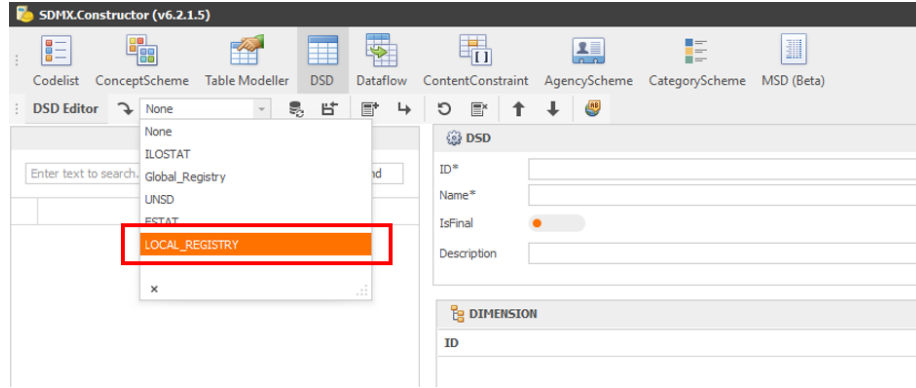 SDMX.Constructor (v6.2.1.5)
Codelist ConceptScheme Table Modeller DSD Dataflow ContentConstraint AgencyScheme CategoryScheme MSD (Beta)
DSD Editor None
None
ILOSTAT
Global_Registry
UNSD
ESTAT
LOCAL_REGISTRY
Enter text to search. nd
DSD
ID*
Name*
IsFinal
Description
DIMENSION
ID